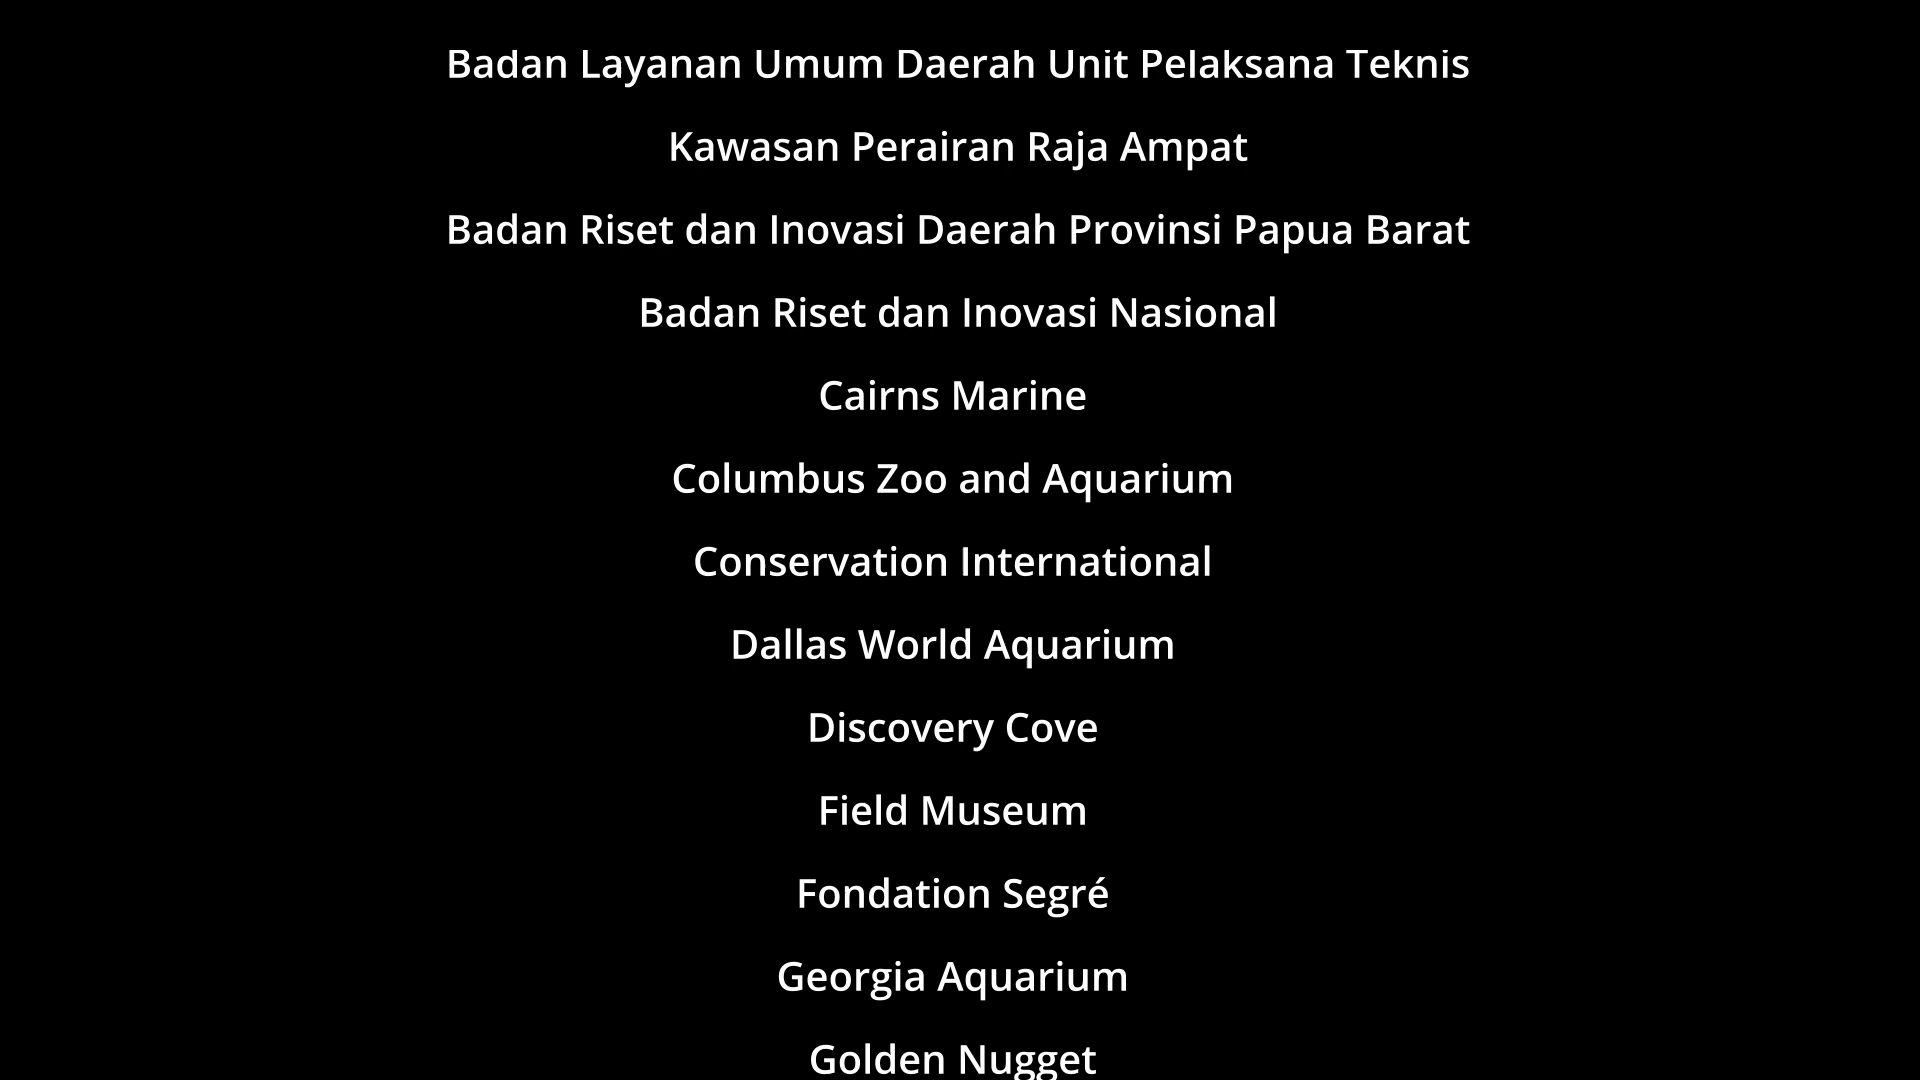 Badan Layanan Umum Daerah Unit Pelaksana Teknis
Kawasan Perairan Raja Ampat
Badan Riset dan Inovasi Daerah Provinsi Papua Barat
Badan Riset dan Inovasi Nasional
Cairns Marine
Columbus Zoo and Aquarium
Conservation International
Dallas World Aquarium
Discovery Cove
Field Museum
Fondation Segré
Georgia Aquarium
Golden Nugget